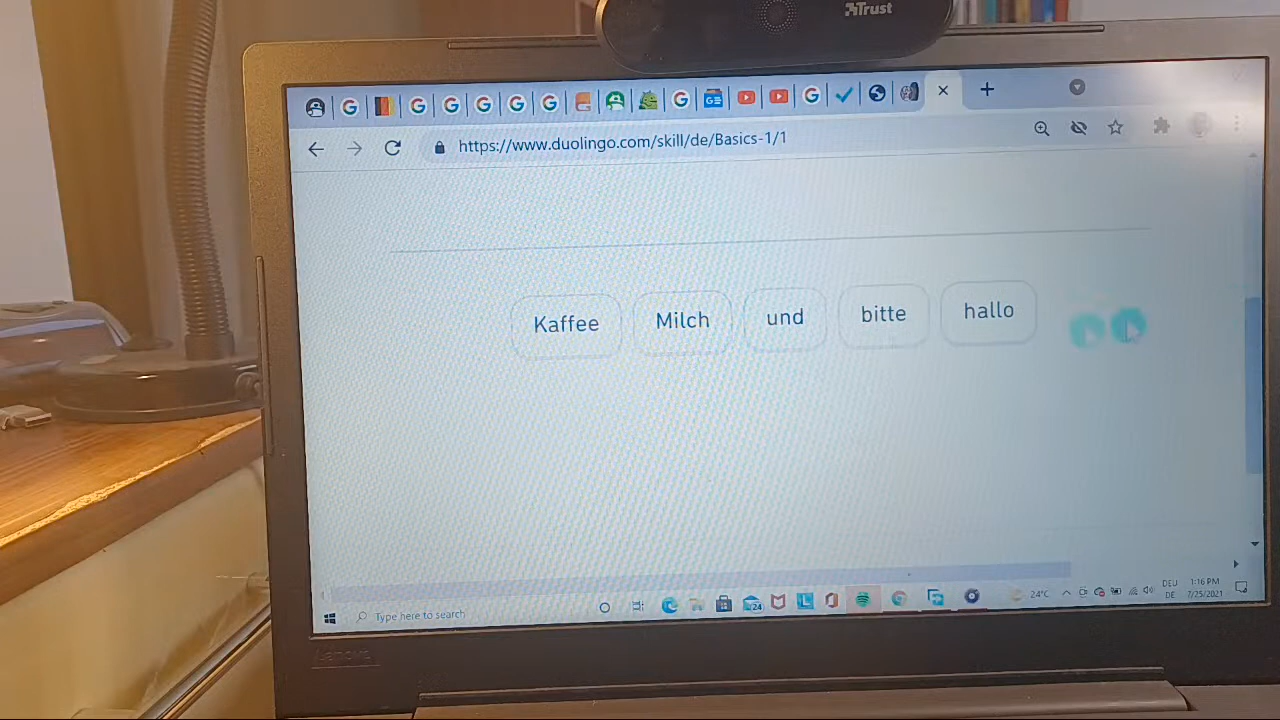 Trust
https://www.duolingo.com/skill/de/Basics-1/1
Kaffee Milch und bitte hallo
Type here to search
24
24°C
DEU
DE
1:16 PM
7/25/2021
Lenovo